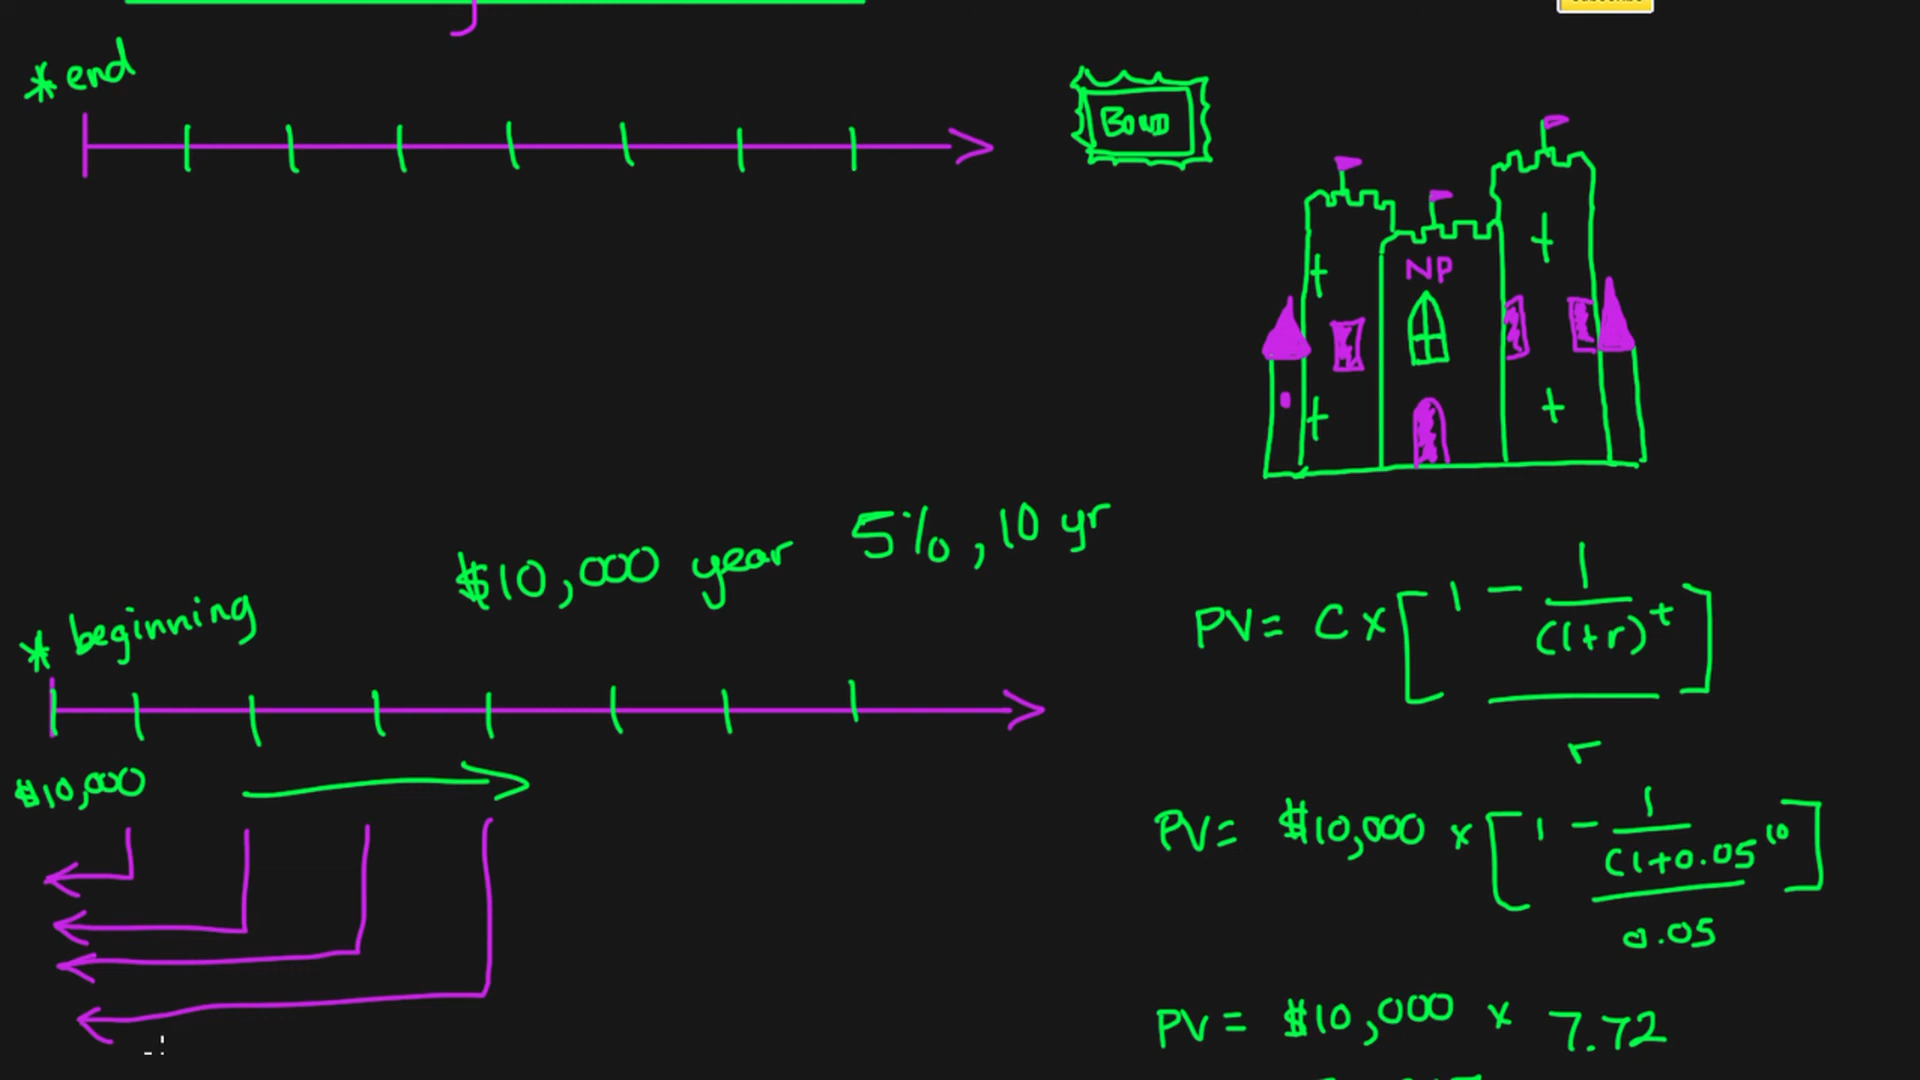 * end
NP
$10,000 year 5%, 10 yr
* beginning
$10,000
PV = C x [1 - 1/(1+r)^t / r]
PV = $10,000 x [1 - 1/(1+0.05^10 / 0.05]
PV = $10,000 x 7.72